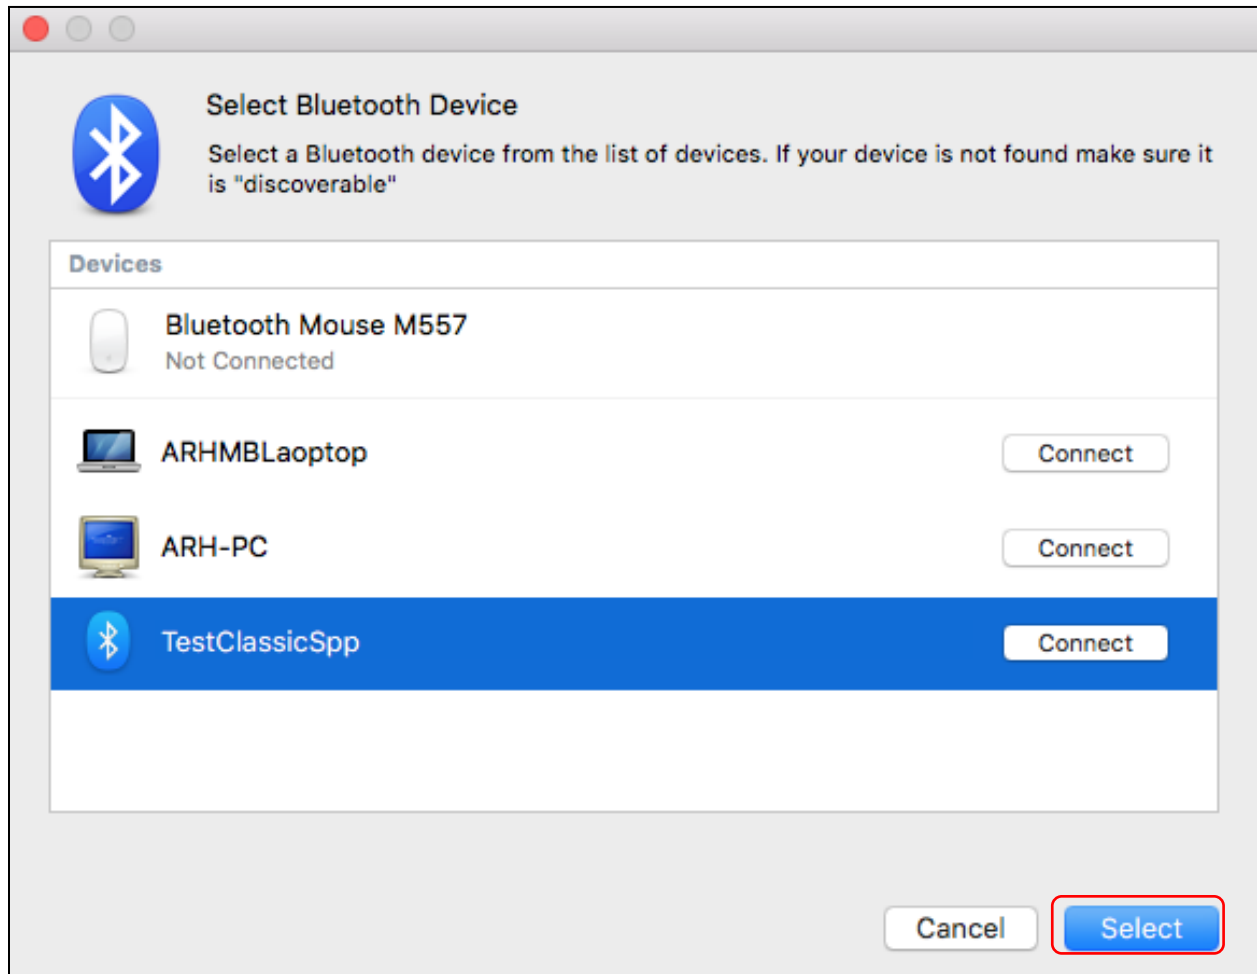 Select Bluetooth Device
Select a Bluetooth device from the list of devices. If your device is not found make sure it
is "discoverable"
Devices
Bluetooth Mouse M557
Not Connected
ARHMBLaoptop
Connect
ARH-PC
Connect
TestClassicSpp
Connect
Cancel
Select